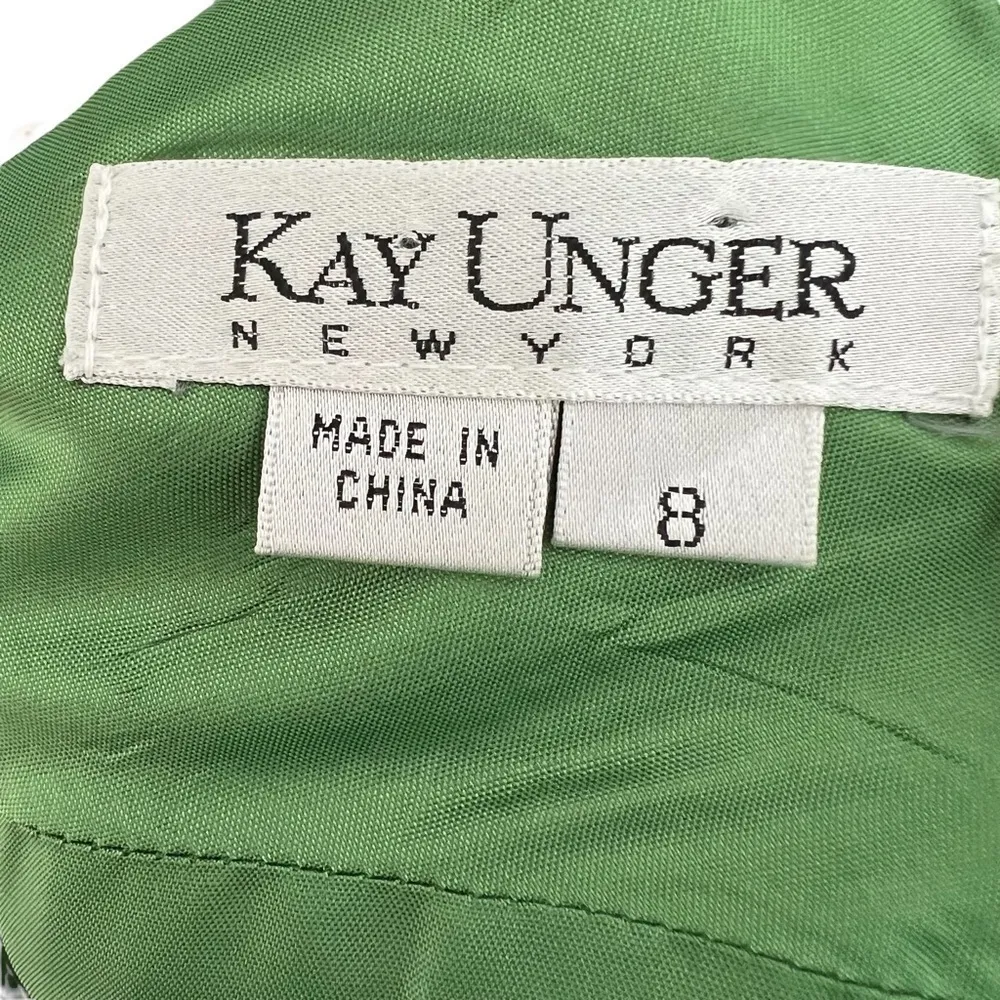 KAY UNGER
NEW YORK
MADE IN
CHINA
8